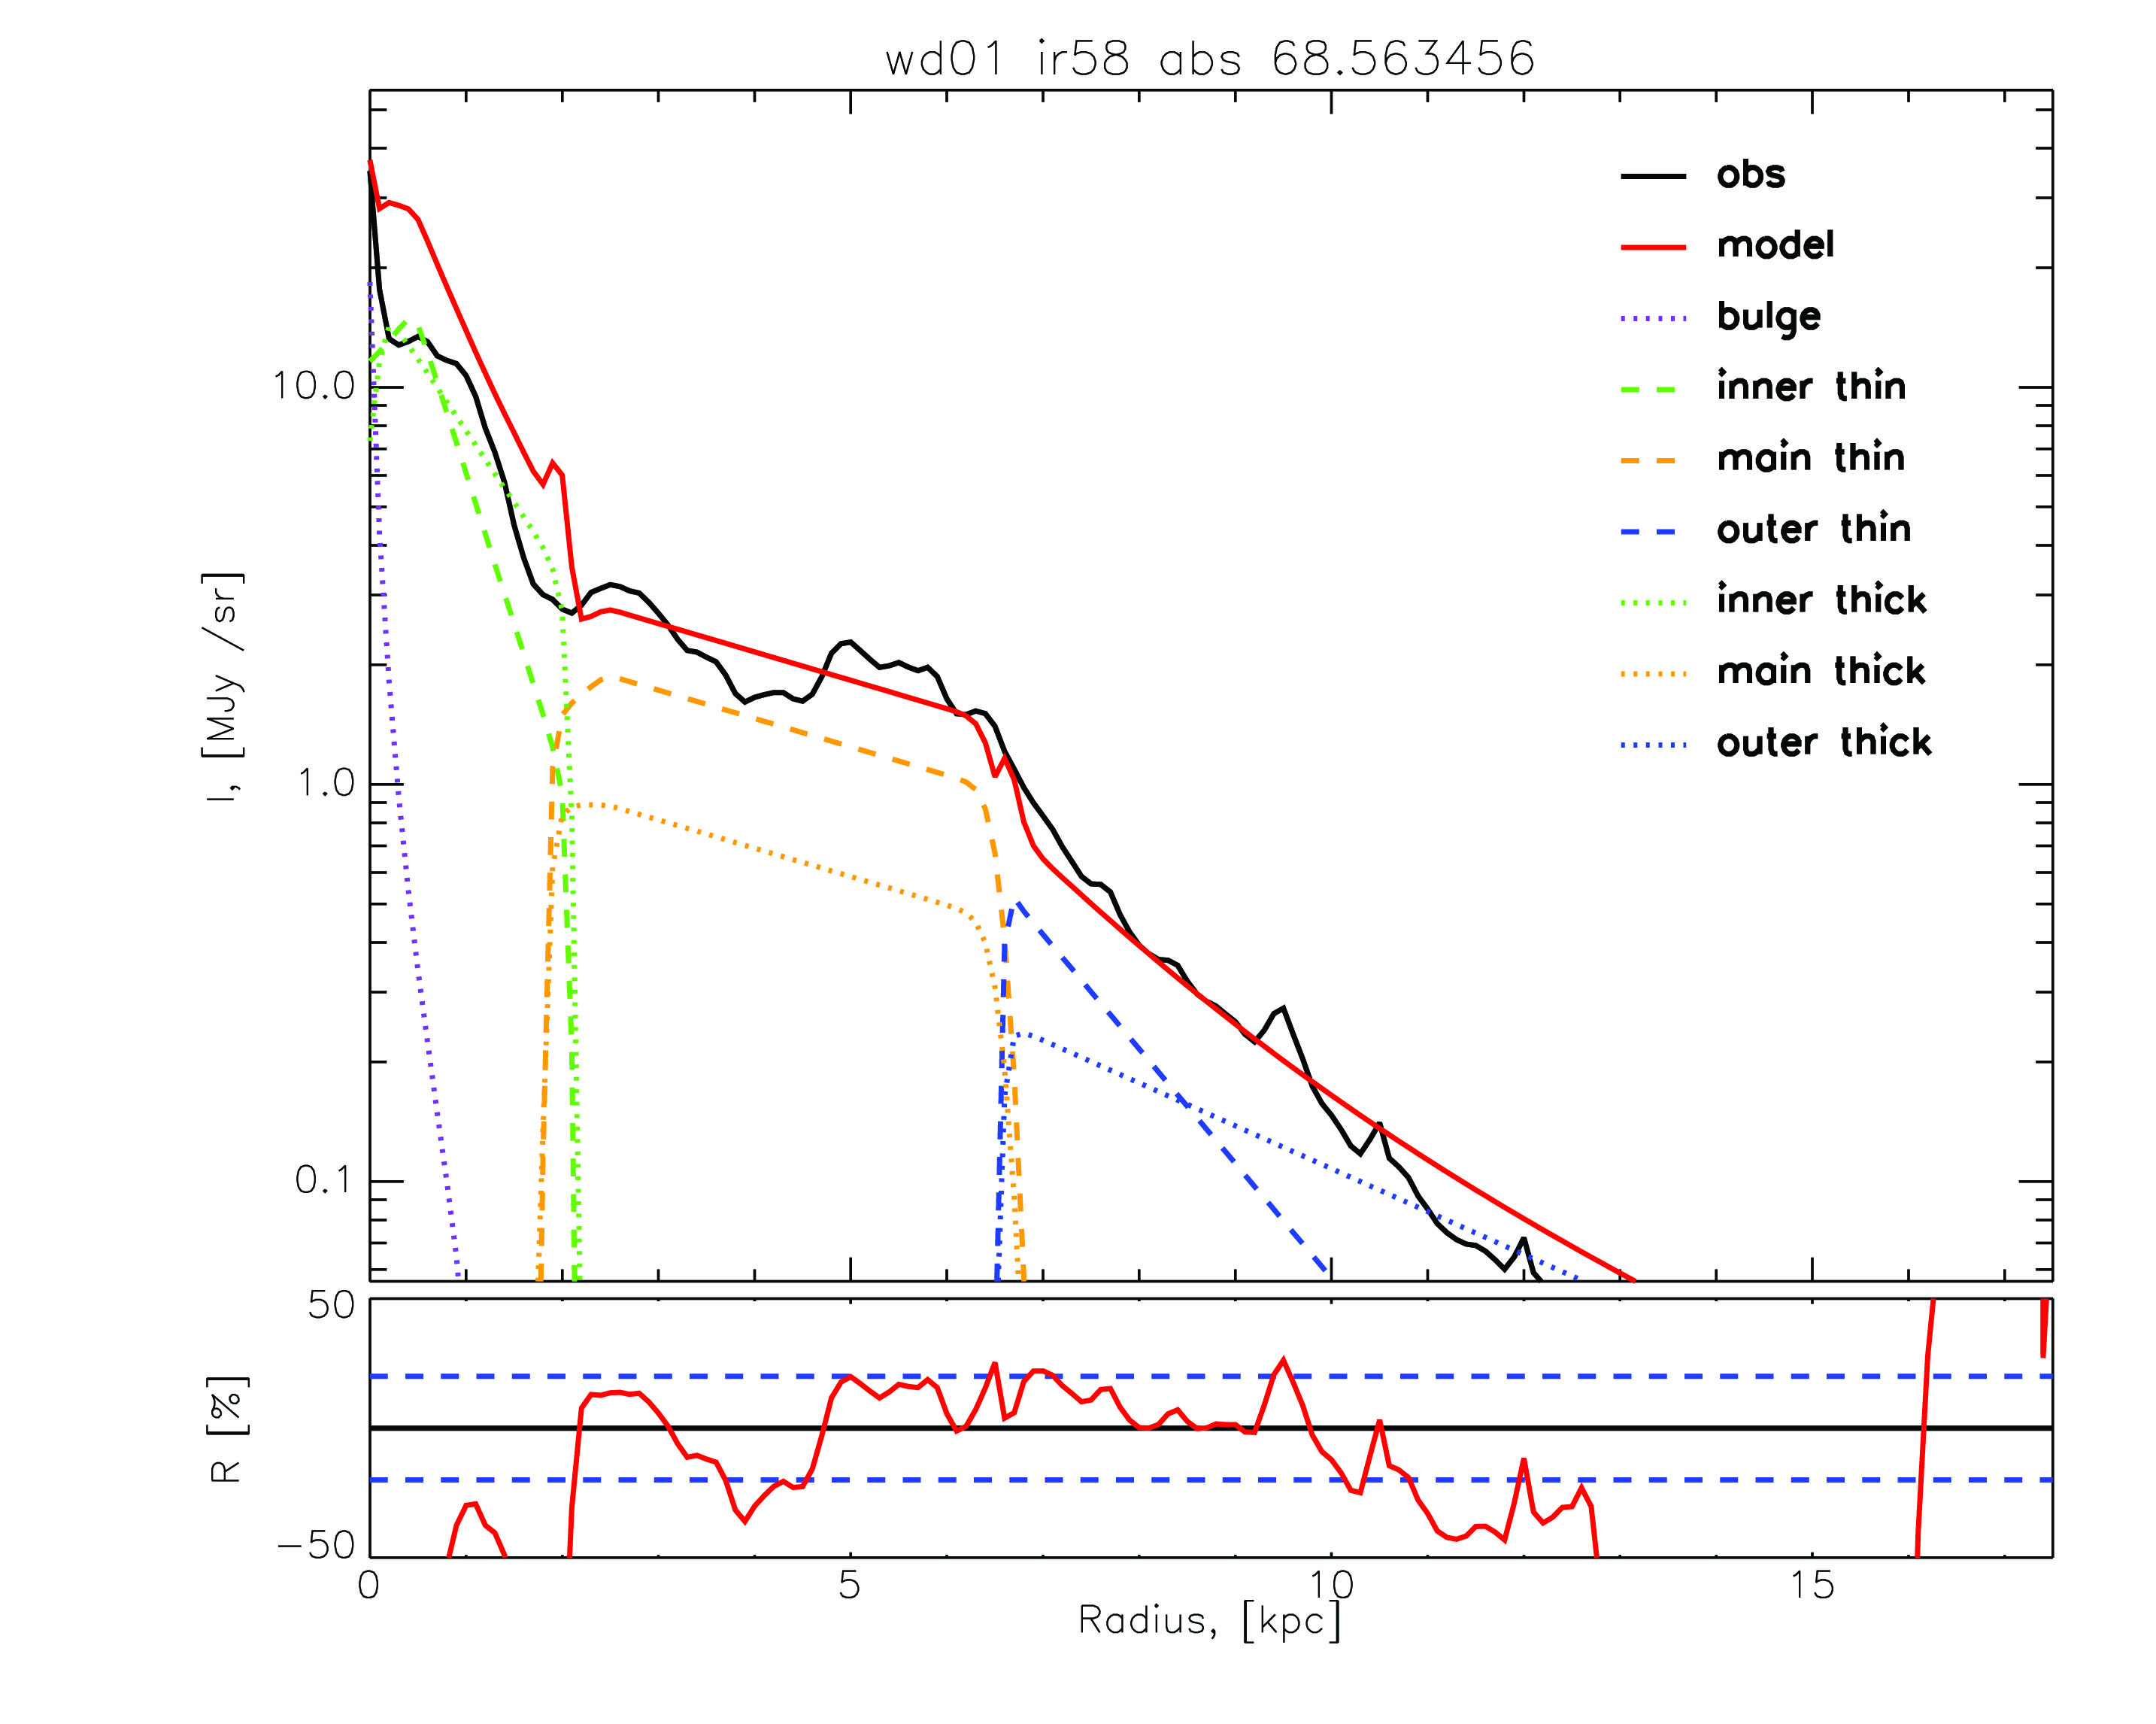 wd01 ir58 abs 68.563456
obs
model
bulge
inner thin
main thin
outer thin
inner thick
main thick
outer thick
I, [MJy /sr]
10.0
1.0
0.1
R [%]
50
-50
0 5 10 15
Radius, [kpc]